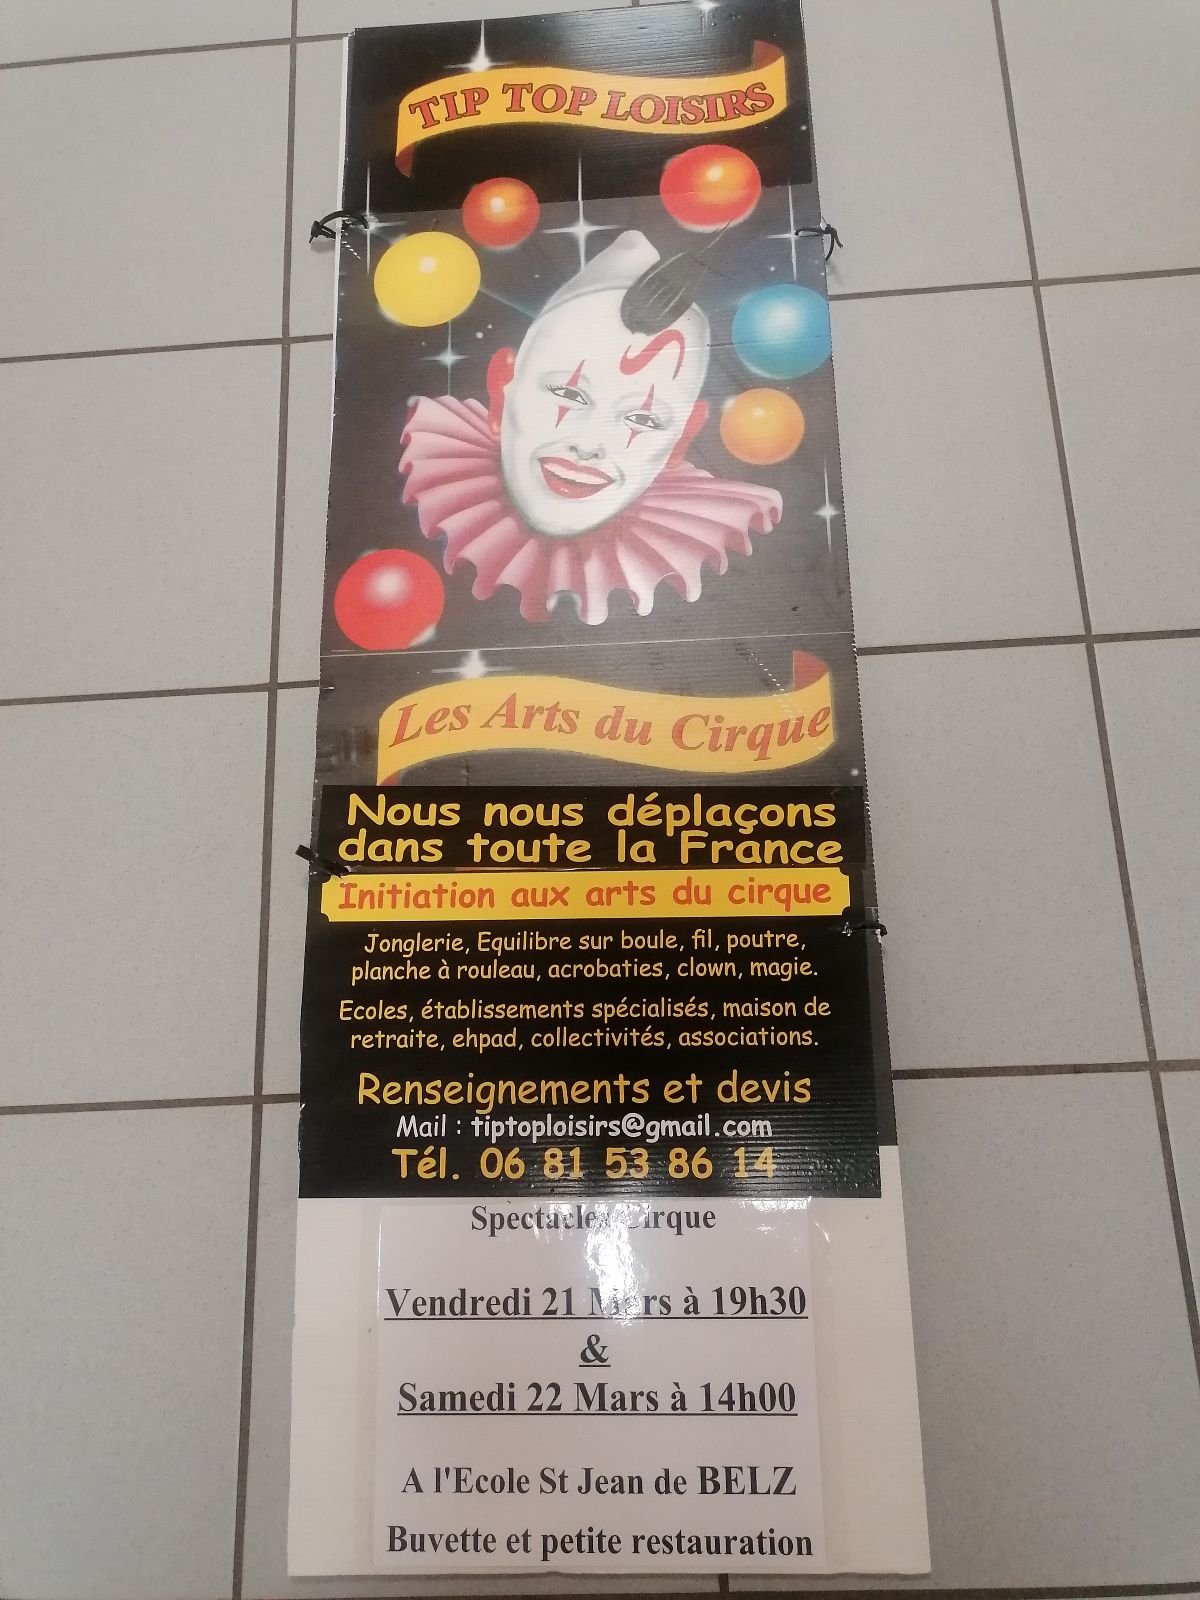 TIP TOP LOISIRS
Les Arts du Cirque
Nous nous déplaçons
dans toute la France
Initiation aux arts du cirque
Jonglerie, Equilibre sur boule, fil, poutre,
planche à rouleau, acrobaties, clown, magie.
Ecoles, établissements spécialisés, maison de
retraite, ehpad, collectivités, associations.
Renseignements et devis
Mail : tiptoploisirs@gmail.com
Tél. 06 81 53 86 14
Spectacles Cirque
Vendredi 21 Mars à 19h30
&
Samedi 22 Mars à 14h00
A l'Ecole St Jean de BELZ
Buvette et petite restauration